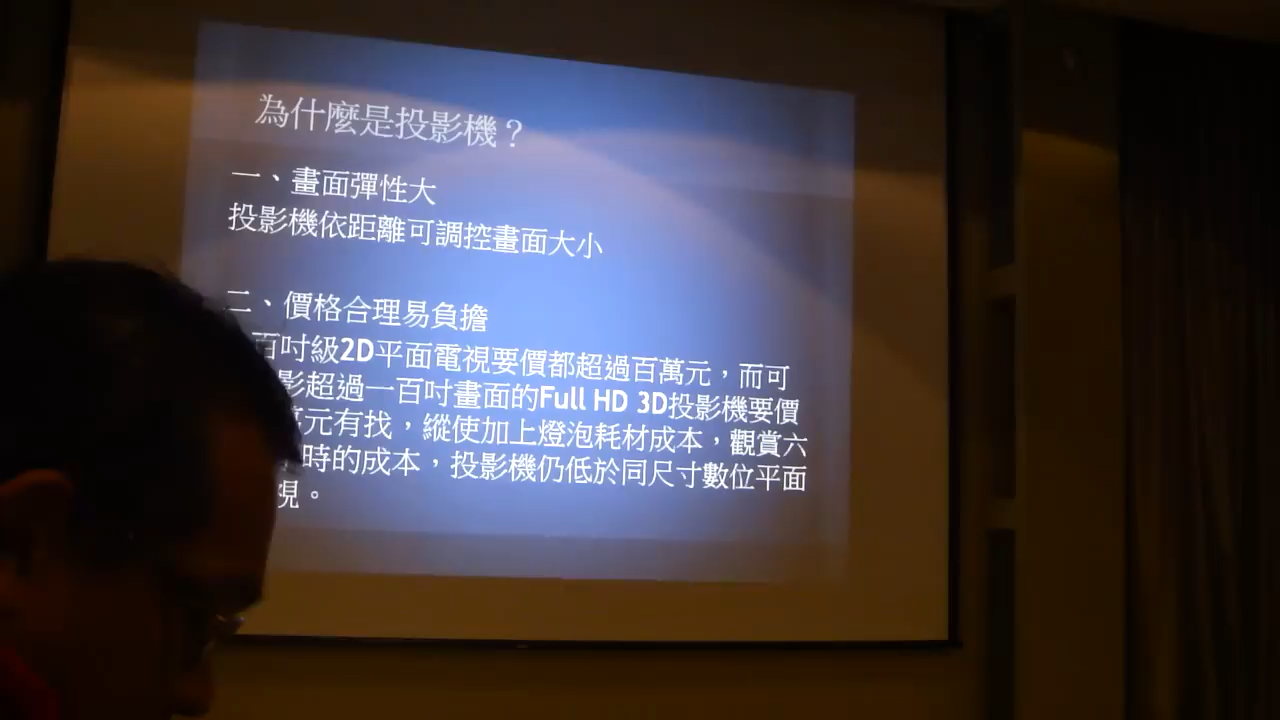 為什麼是投影機？
一、畫面彈性大
投影機依距離可調控畫面大小
二、價格合理易負擔
百吋級2D平面電視要價都超過百萬元，而可
影超過一百吋畫面的Full HD 3D投影機要價
萬元有找，縱使加上燈泡耗材成本，觀賞六
時的成本，投影機仍低於同尺寸數位平面
視。